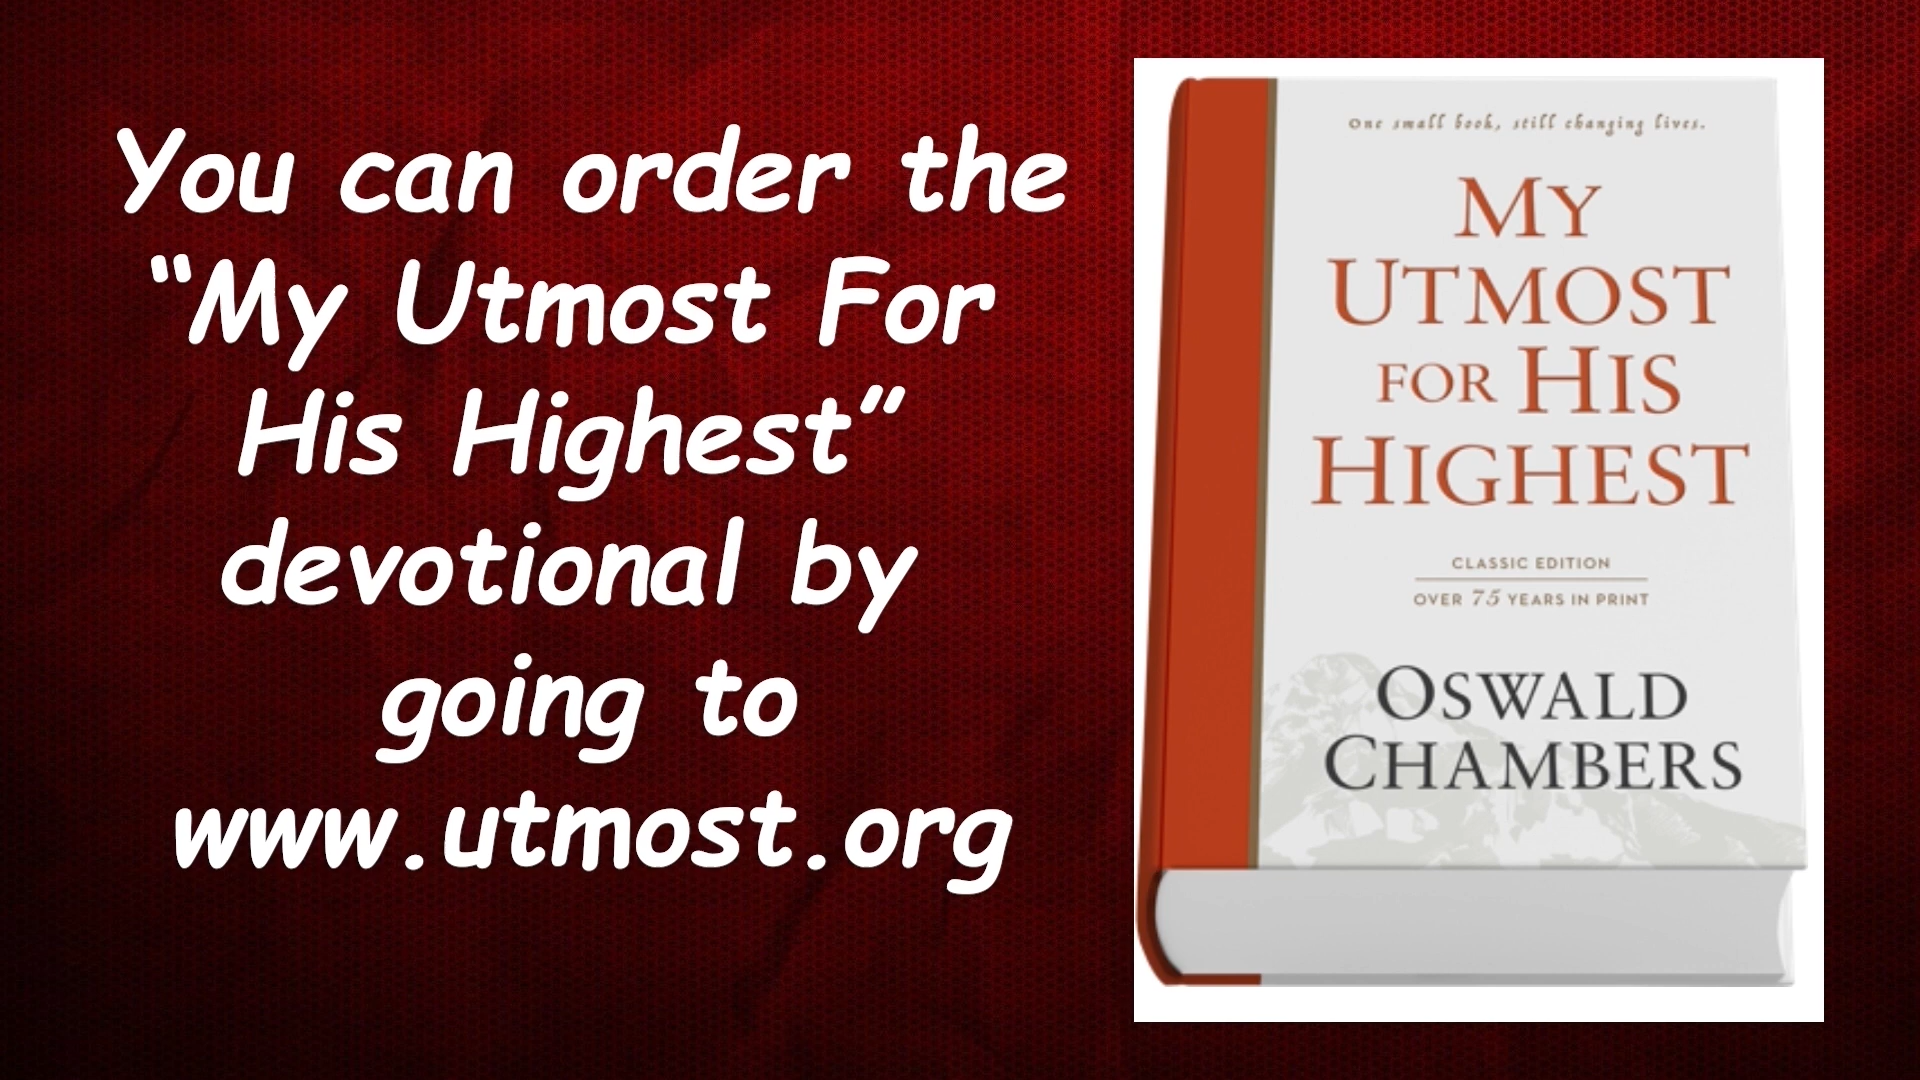 You can order the
“My Utmost For
His Highest”
devotional by
going to
www.utmost.org
One small book, still changing lives.
MY
UTMOST
FOR HIS
HIGHEST
CLASSIC EDITION
OVER 75 YEARS IN PRINT
OSWALD
CHAMBERS